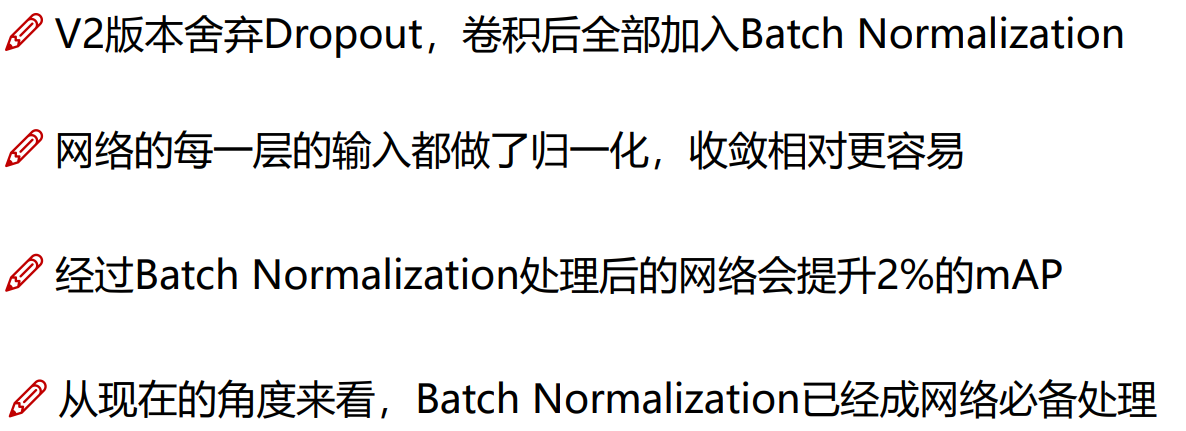 V2版本舍弃Dropout，卷积后全部加入Batch Normalization
网络的每一层的输入都做了归一化，收敛相对更容易
经过Batch Normalization处理后的网络会提升2%的mAP
从现在的角度来看，Batch Normalization已经成网络必备处理